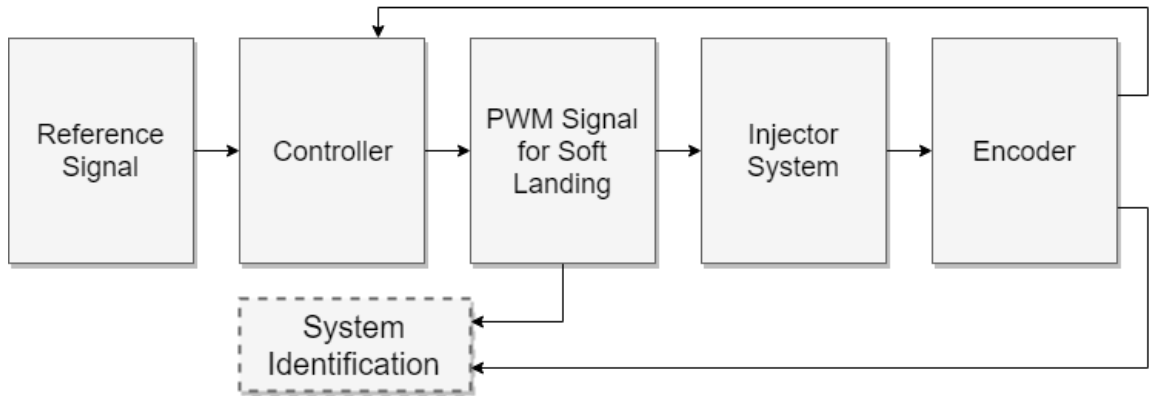 Reference
Signal
Controller
PWM Signal
for Soft
Landing
Injector
System
Encoder
System
Identification